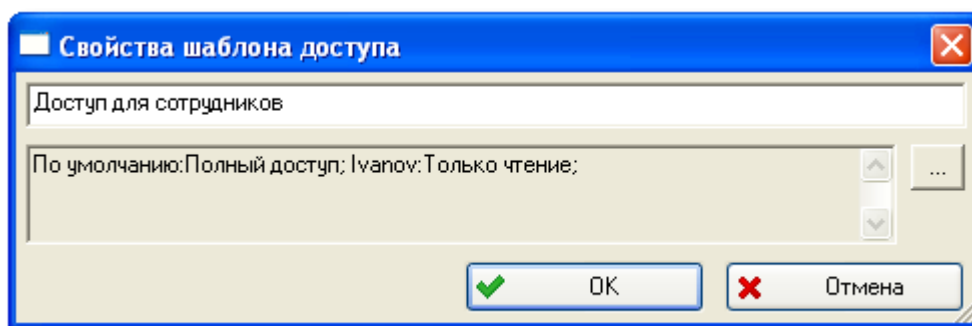 Свойства шаблона доступа
Доступ для сотрудников
По умолчанию:Полный доступ; Ivanov:Только чтение;
...
OK
Отмена